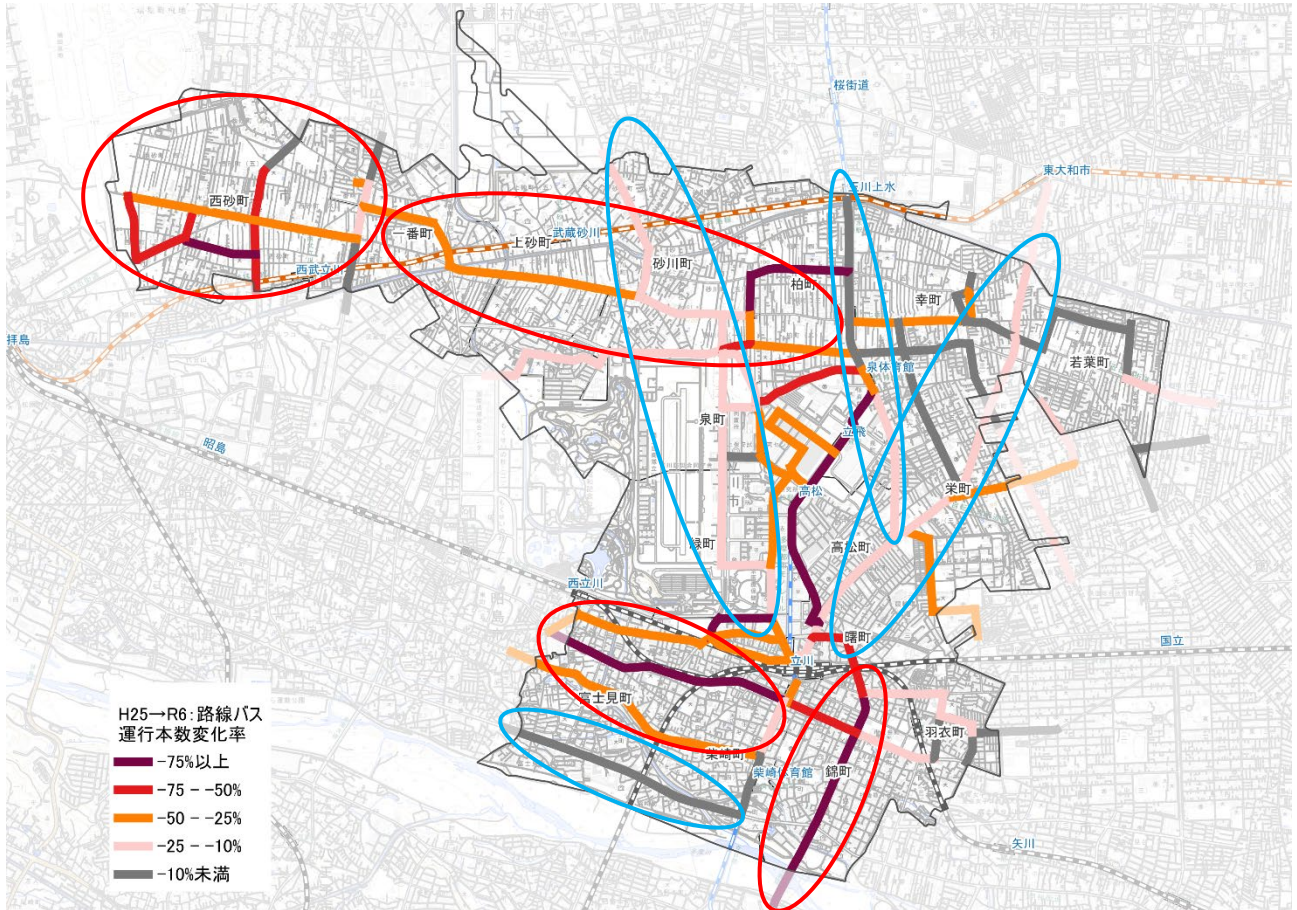 武蔵村山市
桜街道
東大和市
玉川上水
西砂町
一番町
武蔵砂川
上砂町
砂川町
西武立川
柏町
幸町
拝島
若葉町
泉体育館
泉町
立飛
昭島
高松
栄町
緑町
高松町
西立川
曙町
国立
立川
富士見町
羽衣町
柴崎町
柴崎体育館
錦町
矢川
H25→R6:路線バス
運行本数変化率
-75%以上
-75 - -50%
-50 - -25%
-25 - -10%
-10%未満